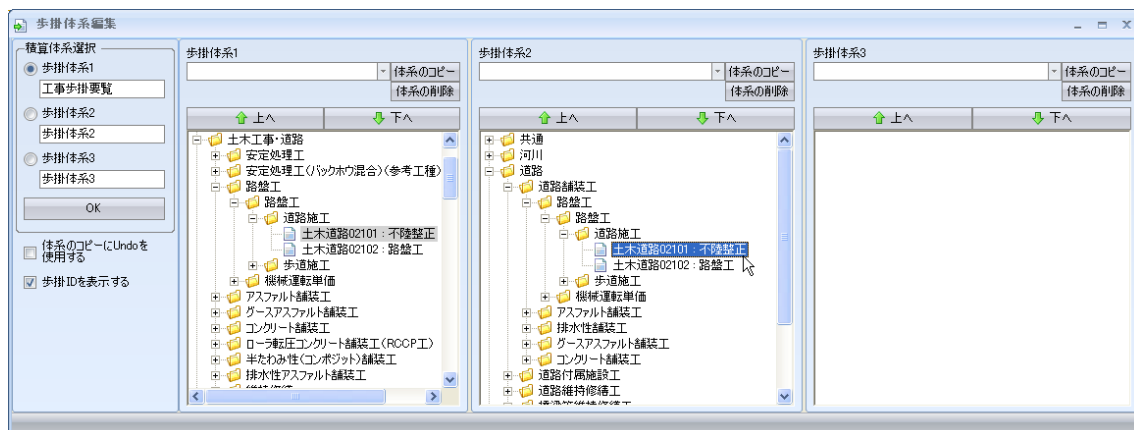 歩掛体系編集
積算体系選択
歩掛体系1
工事歩掛要覧
歩掛体系2
歩掛体系2
歩掛体系3
歩掛体系3
OK
体系のコピーにUndoを
使用する
歩掛IDを表示する
歩掛体系1
体系のコピー
体系の削除
上へ 下へ
土木工事・道路
安定処理工
安定処理工(バックホウ混合)(参考工種)
路盤工
路盤工
道路施工
土木道路02101：不陸整正
土木道路02102：路盤工
歩道施工
機械運転単価
アスファルト舗装工
グースアスファルト舗装工
コンクリート舗装工
ローラ転圧コンクリート舗装工(RCCP工)
半たわみ性(コンポジット)舗装工
排水性アスファルト舗装工
歩掛体系2
体系のコピー
体系の削除
上へ 下へ
共通
河川
道路
道路舗装工
路盤工
路盤工
道路施工
土木道路02101：不陸整正
土木道路02102：路盤工
歩道施工
機械運転単価
アスファルト舗装工
排水性舗装工
グースアスファルト舗装工
コンクリート舗装工
道路付属施設工
道路維持修繕工
歩掛体系3
体系のコピー
体系の削除
上へ 下へ